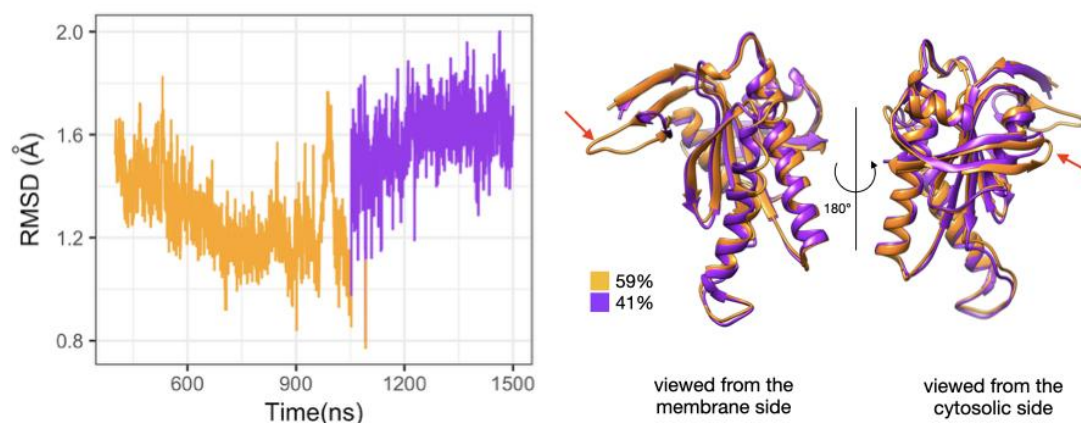 2.0
1.6
1.2
0.8
RMSD (Å)
600
900
1200
1500
Time(ns)
59%
41%
180°
viewed from the
membrane side
viewed from the
cytosolic side